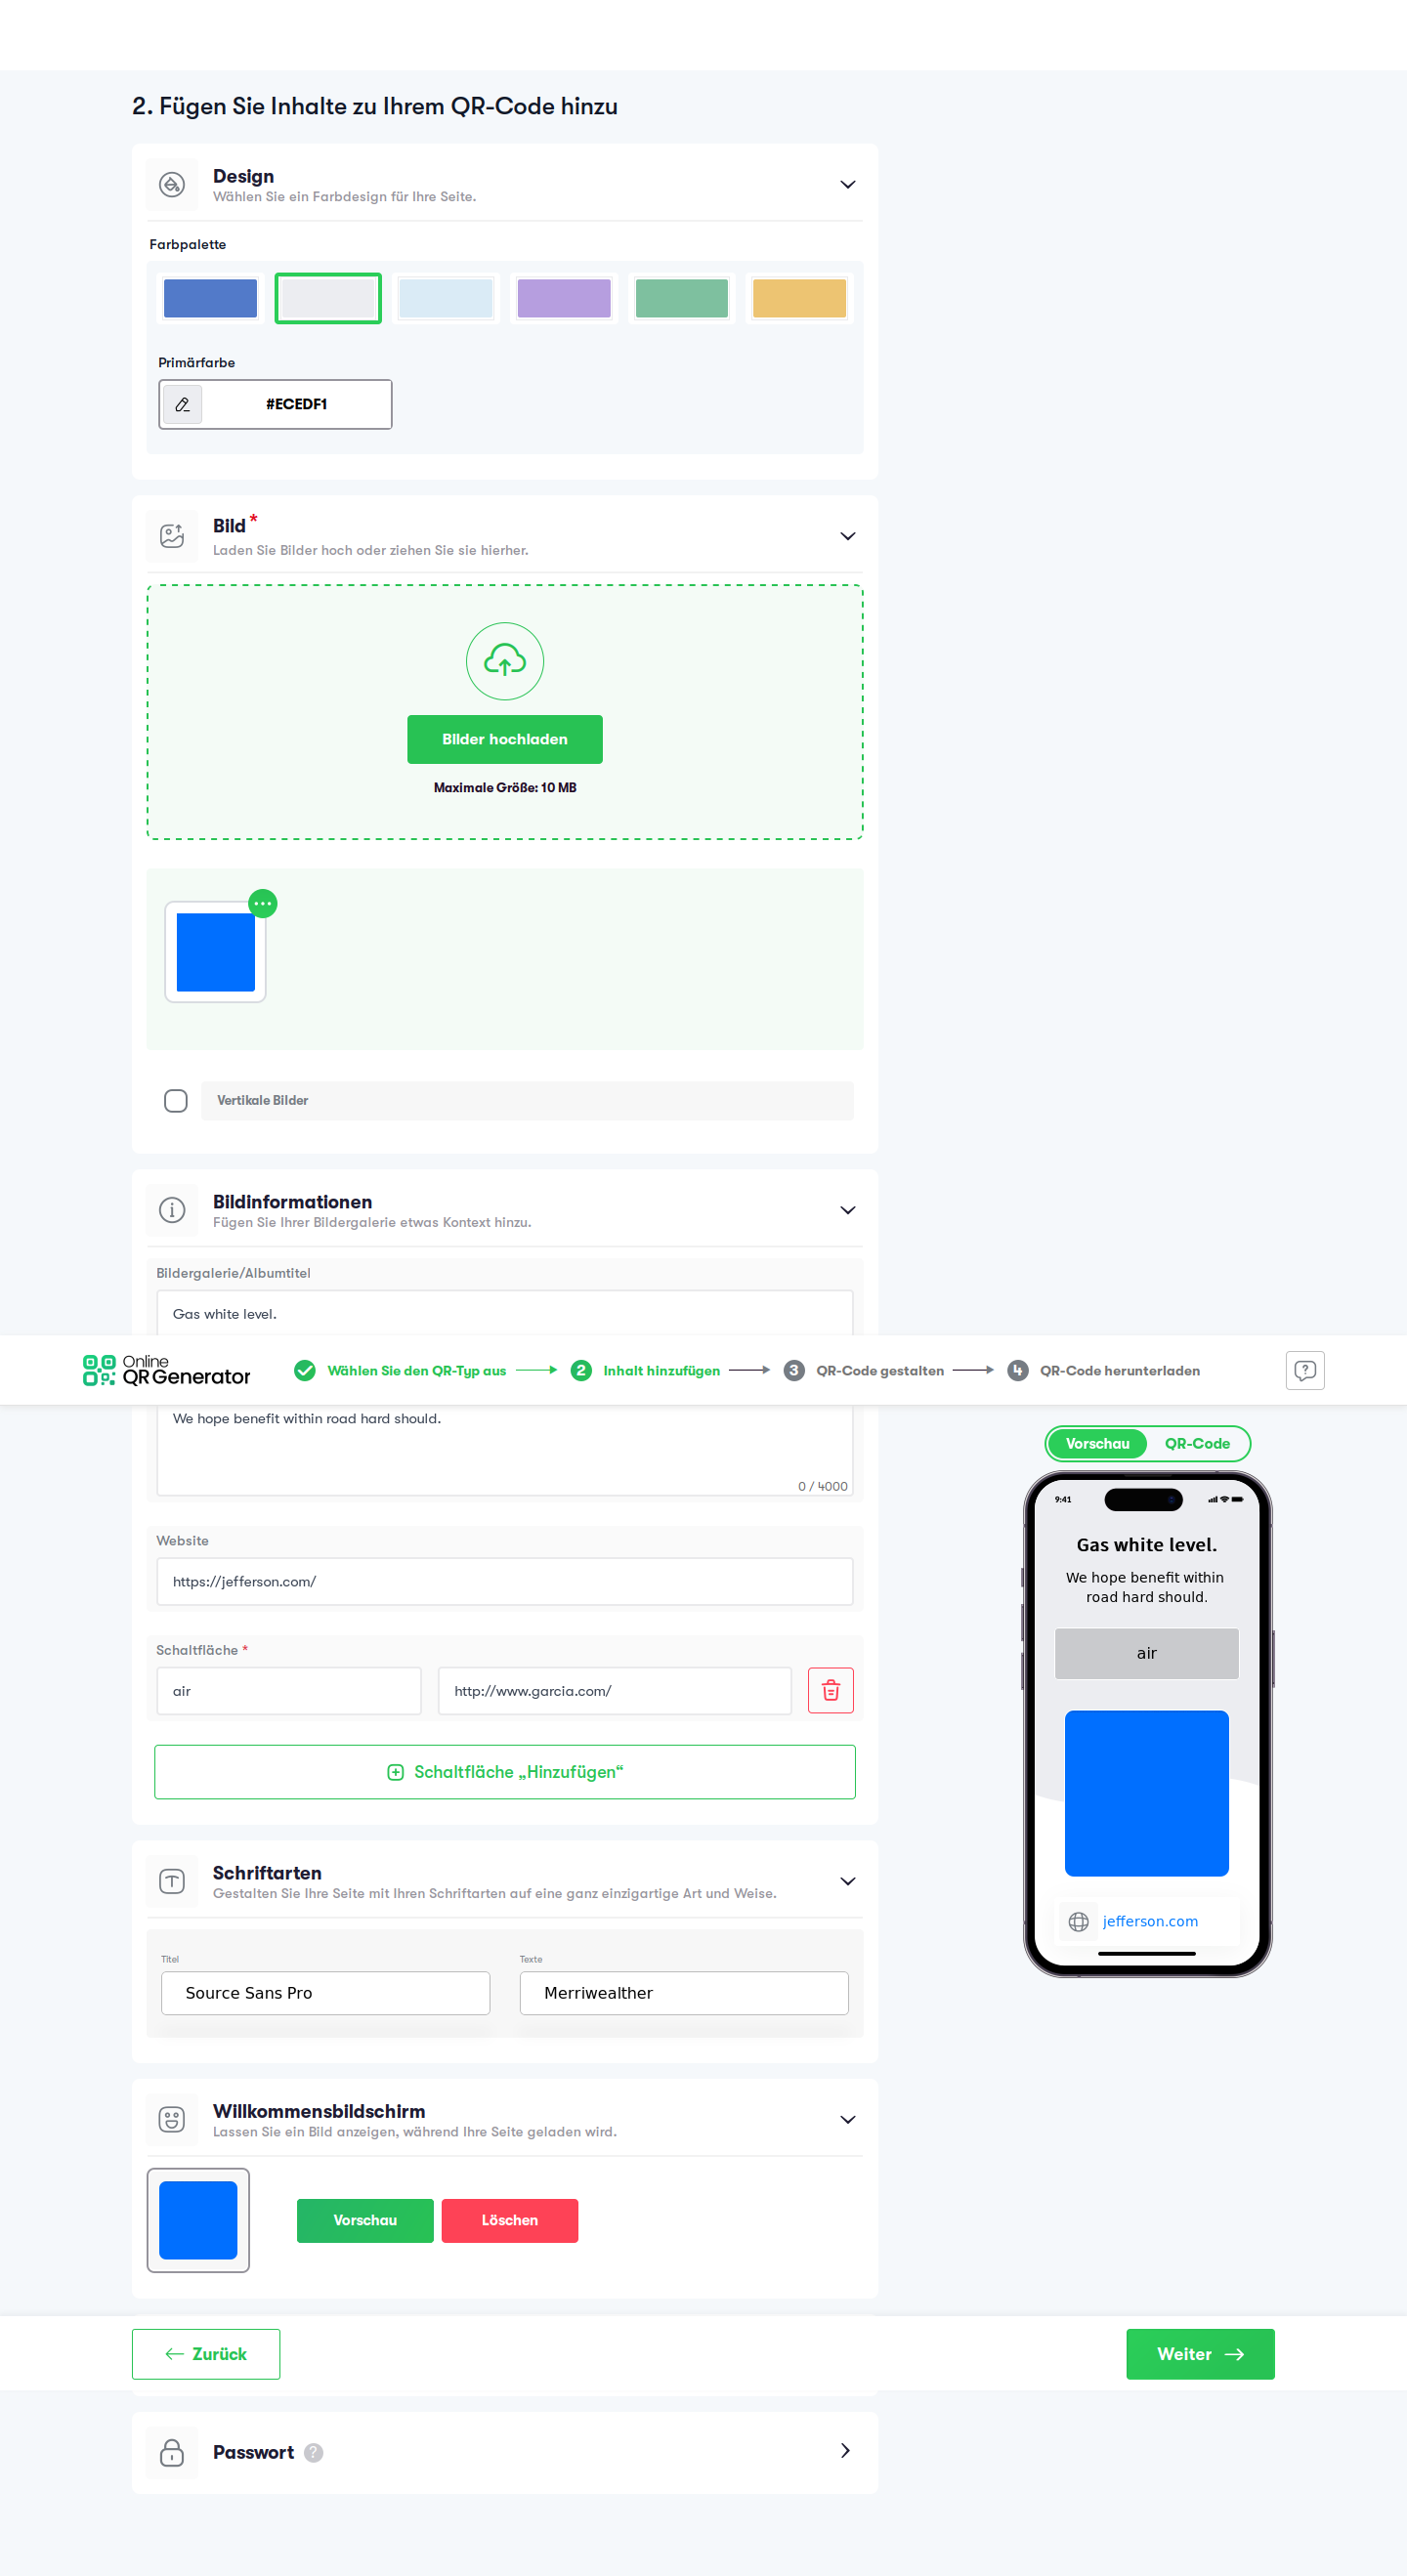 2. Fügen Sie Inhalte zu Ihrem QR-Code hinzu
Design
Wählen Sie ein Farbdesign für Ihre Seite.
Farbpalette
Primärfarbe
#ECEDF1
Bild *
Laden Sie Bilder hoch oder ziehen Sie sie hierher.
Bilder hochladen
Maximale Größe: 10 MB
Vertikale Bilder
Bildinformationen
Fügen Sie Ihrer Bildergalerie etwas Kontext hinzu.
Bildergalerie/Albumtitel
Gas white level.
Online
QR Generator
Wählen Sie den QR-Typ aus
2 Inhalt hinzufügen
3 QR-Code gestalten
4 QR-Code herunterladen
We hope benefit within road hard should.
0 / 4000
Website
https://jefferson.com/
Schaltfläche *
air
http://www.garcia.com/
Schaltfläche „Hinzufügen“
Schriftarten
Gestalten Sie Ihre Seite mit Ihren Schriftarten auf eine ganz einzigartige Art und Weise.
Titel
Texte
Source Sans Pro
Merriwealther
Willkommensbildschirm
Lassen Sie ein Bild anzeigen, während Ihre Seite geladen wird.
Vorschau
Löschen
Zurück
Weiter
Passwort ?
Vorschau
QR-Code
9:41
Gas white level.
We hope benefit within
road hard should.
air
jefferson.com